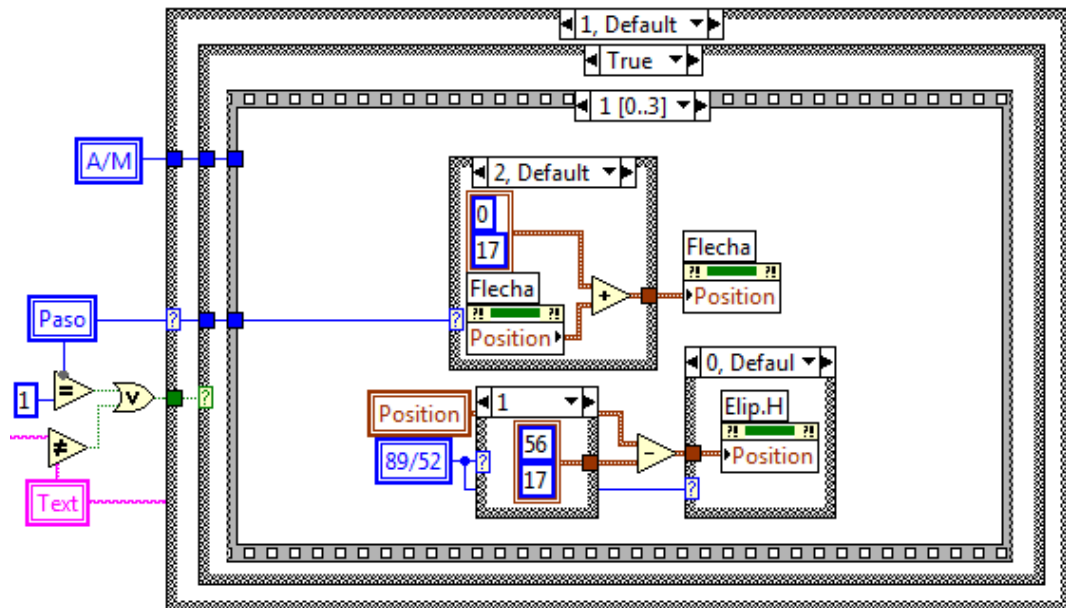 1, Default
True
1 [0..3]
A/M
2, Default
0
17
Flecha
?! ?!
Position
+
Flecha
?! ?!
Position
?
Paso
?
1
=
v
?
≠
Text
Position
89/52
1
?
56
17
-
0, Defaul
Elip.H
?! ?!
Position
?